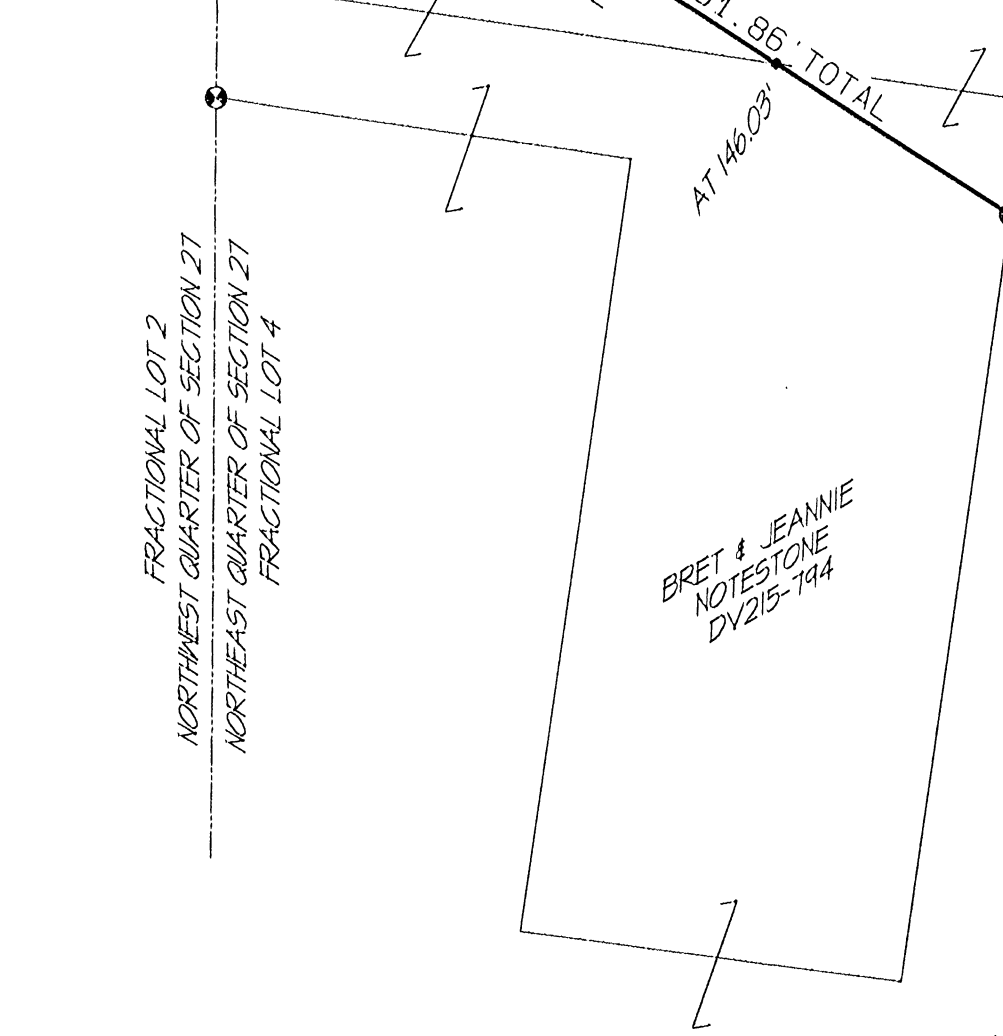 1.86' TOTAL
AT 146.03'
FRACTIONAL LOT 2
NORTHWEST QUARTER OF SECTION 27
NORTHEAST QUARTER OF SECTION 27
FRACTIONAL LOT 4
BRET & JEANNIE
NOTESTONE
DV215-794